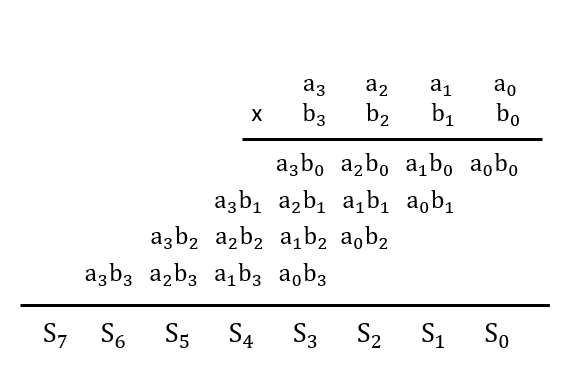 a₃ a₂ a₁ a₀
x b₃ b₂ b₁ b₀
a₃b₀ a₂b₀ a₁b₀ a₀b₀
a₃b₁ a₂b₁ a₁b₁ a₀b₁
a₃b₂ a₂b₂ a₁b₂ a₀b₂
a₃b₃ a₂b₃ a₁b₃ a₀b₃
S₇ S₆ S₅ S₄ S₃ S₂ S₁ S₀